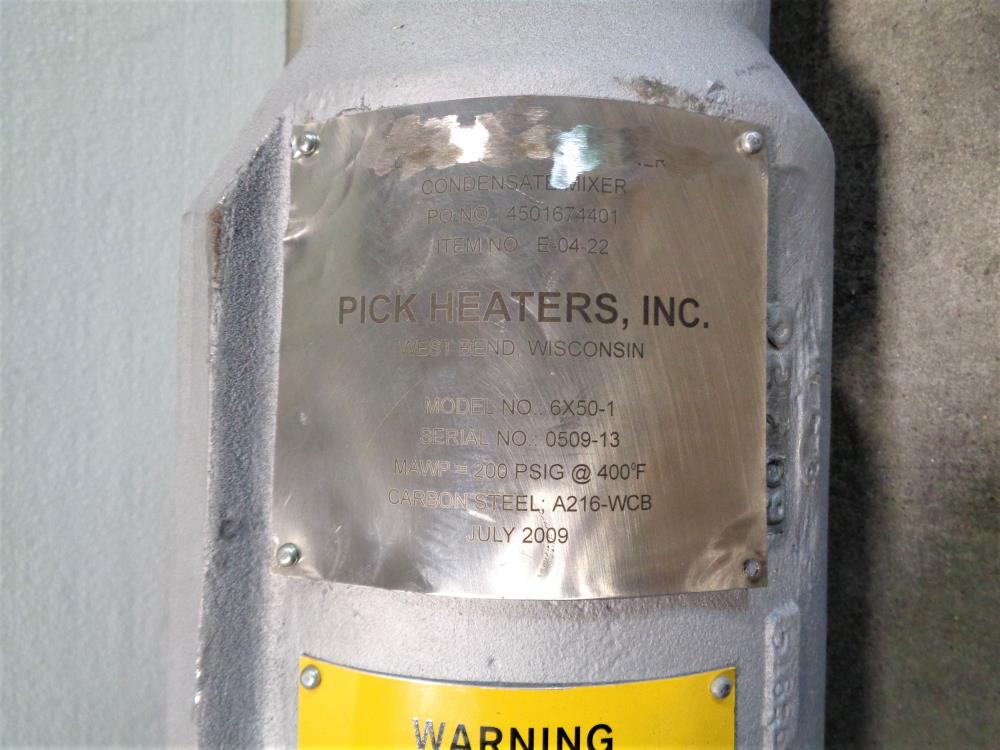 CONDENSATE MIXER
PO NO.: 4501674401
ITEM NO. E-04-22
PICK HEATERS, INC.
WEST BEND, WISCONSIN
MODEL NO.: 6X50-1
SERIAL NO.: 0509-13
MAWP = 200 PSIG @ 400°F
CARBON STEEL; A216-WCB
JULY 2009
WARNING